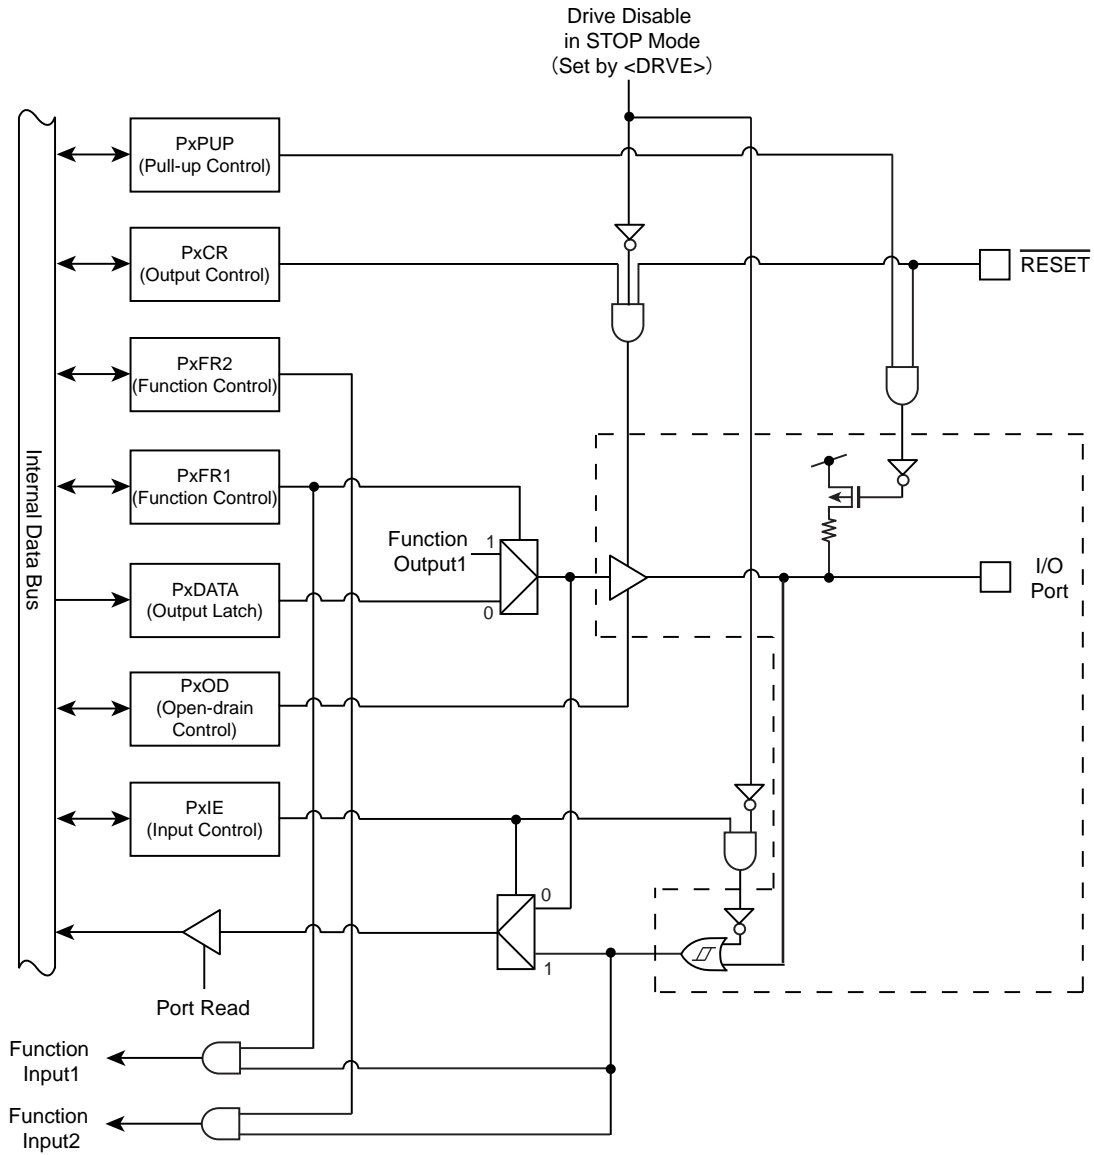 Drive Disable
in STOP Mode
（Set by <DRVE>）
PxPUP
(Pull-up Control)
PxCR
(Output Control)
RESET
PxFR2
(Function Control)
Internal Data Bus
PxFR1
(Function Control)
Function
Output1
1
0
PxDATA
(Output Latch)
I/O
Port
PxOD
(Open-drain
Control)
PxIE
(Input Control)
0
1
Port Read
Function
Input1
Function
Input2